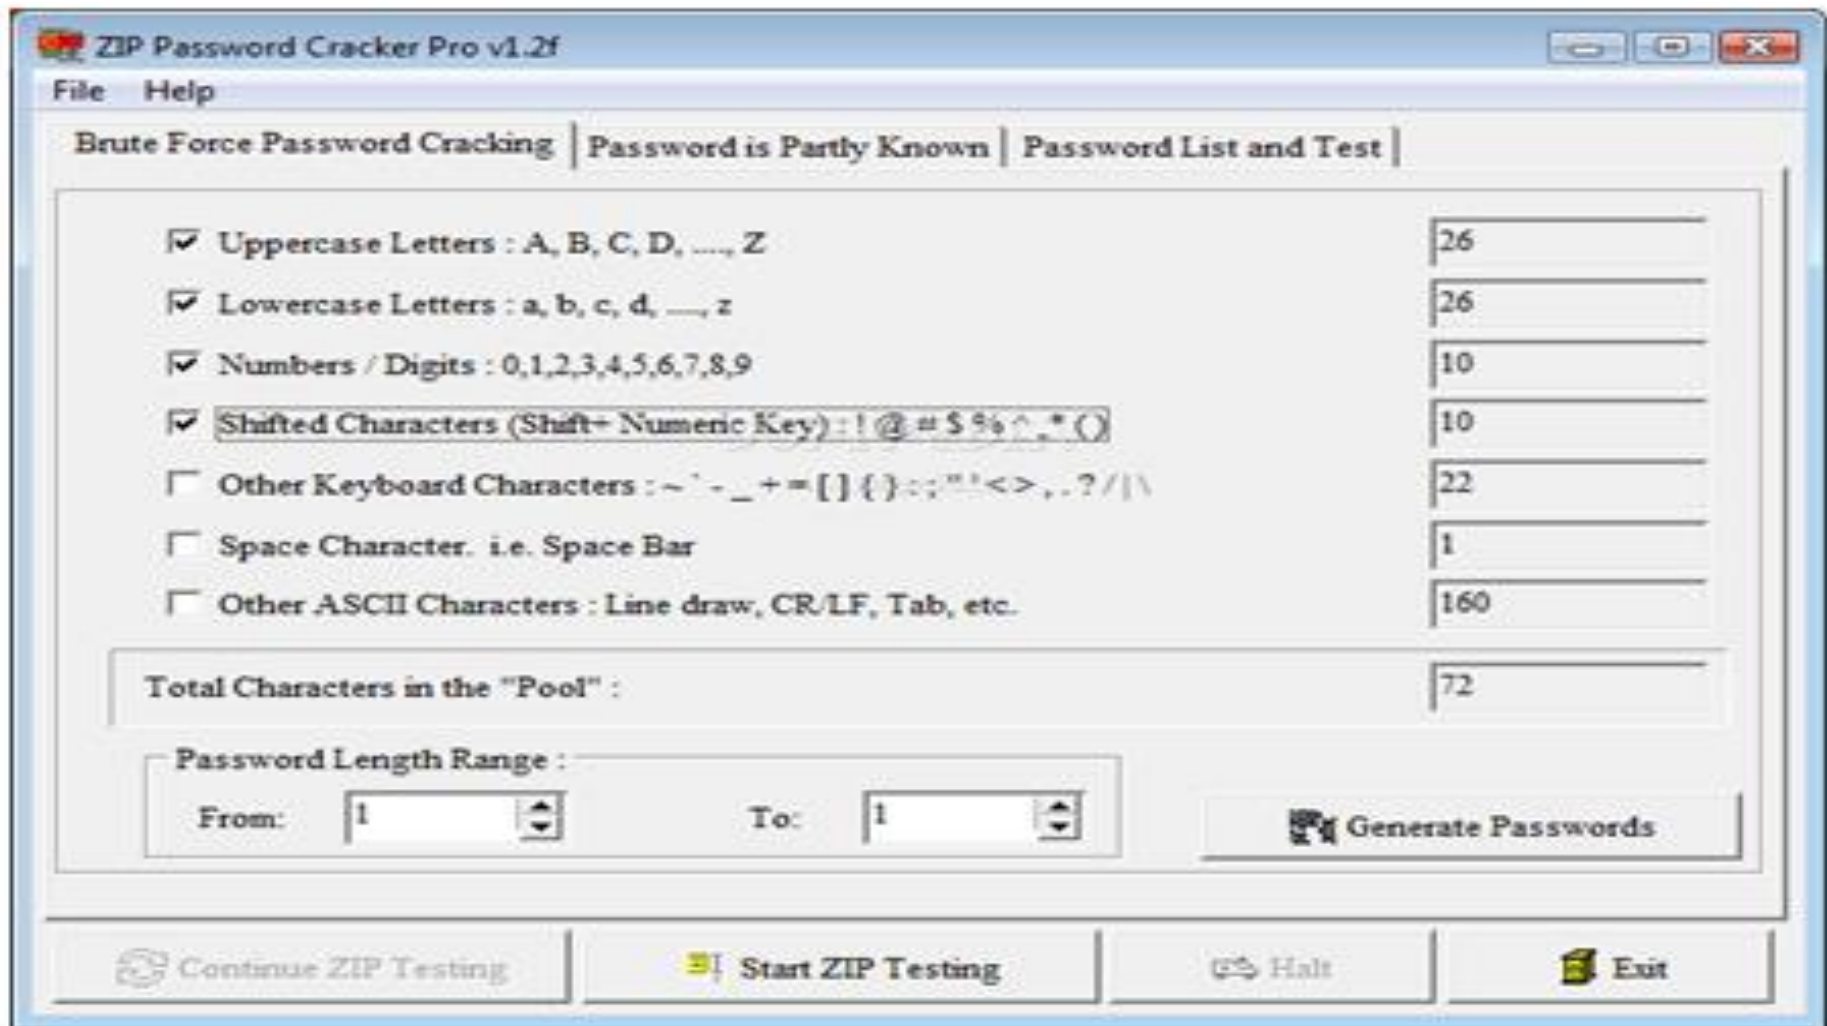 ZIP Password Cracker Pro v1.2f
File Help
Brute Force Password Cracking Password is Partly Known Password List and Test
Uppercase Letters : A, B, C, D, ...., Z 26
Lowercase Letters : a, b, c, d, ...., z 26
Numbers / Digits : 0,1,2,3,4,5,6,7,8,9 10
Shifted Characters (Shift+ Numeric Key) : ! @ # $ % ^ _ * ( ) 10
Other Keyboard Characters : ~ ` - _ + = [ ] { } : ; " ' < > , . ? / | \ 22
Space Character. i.e. Space Bar 1
Other ASCII Characters : Line draw, CR/LF, Tab, etc. 160
Total Characters in the "Pool" : 72
Password Length Range :
From: 1 To: 1 Generate Passwords
Continue ZIP Testing Start ZIP Testing Halt Exit